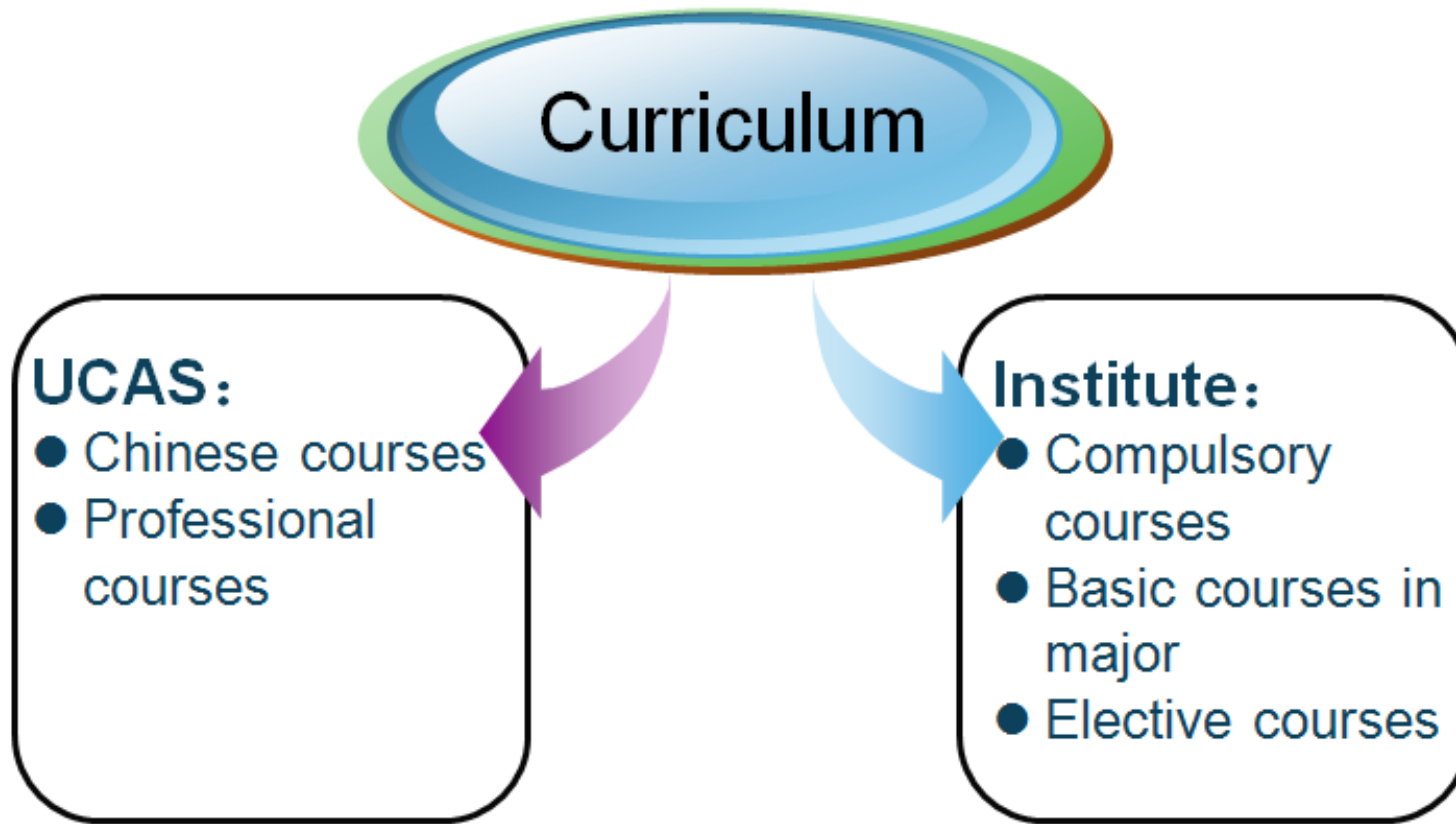 Curriculum
UCAS：
● Chinese courses
● Professional
courses
Institute：
● Compulsory
courses
● Basic courses in
major
● Elective courses